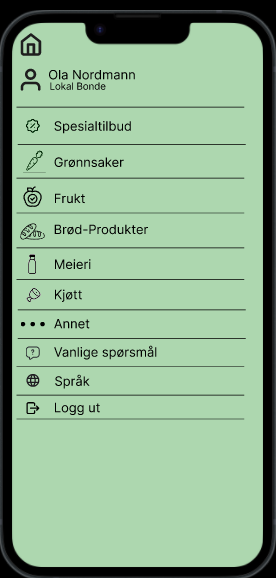 Ola Nordmann
Lokal Bonde
Spesialtilbud
Grønnsaker
Frukt
Brød-Produkter
Meieri
Kjøtt
Annet
Vanlige spørsmål
Språk
Logg ut